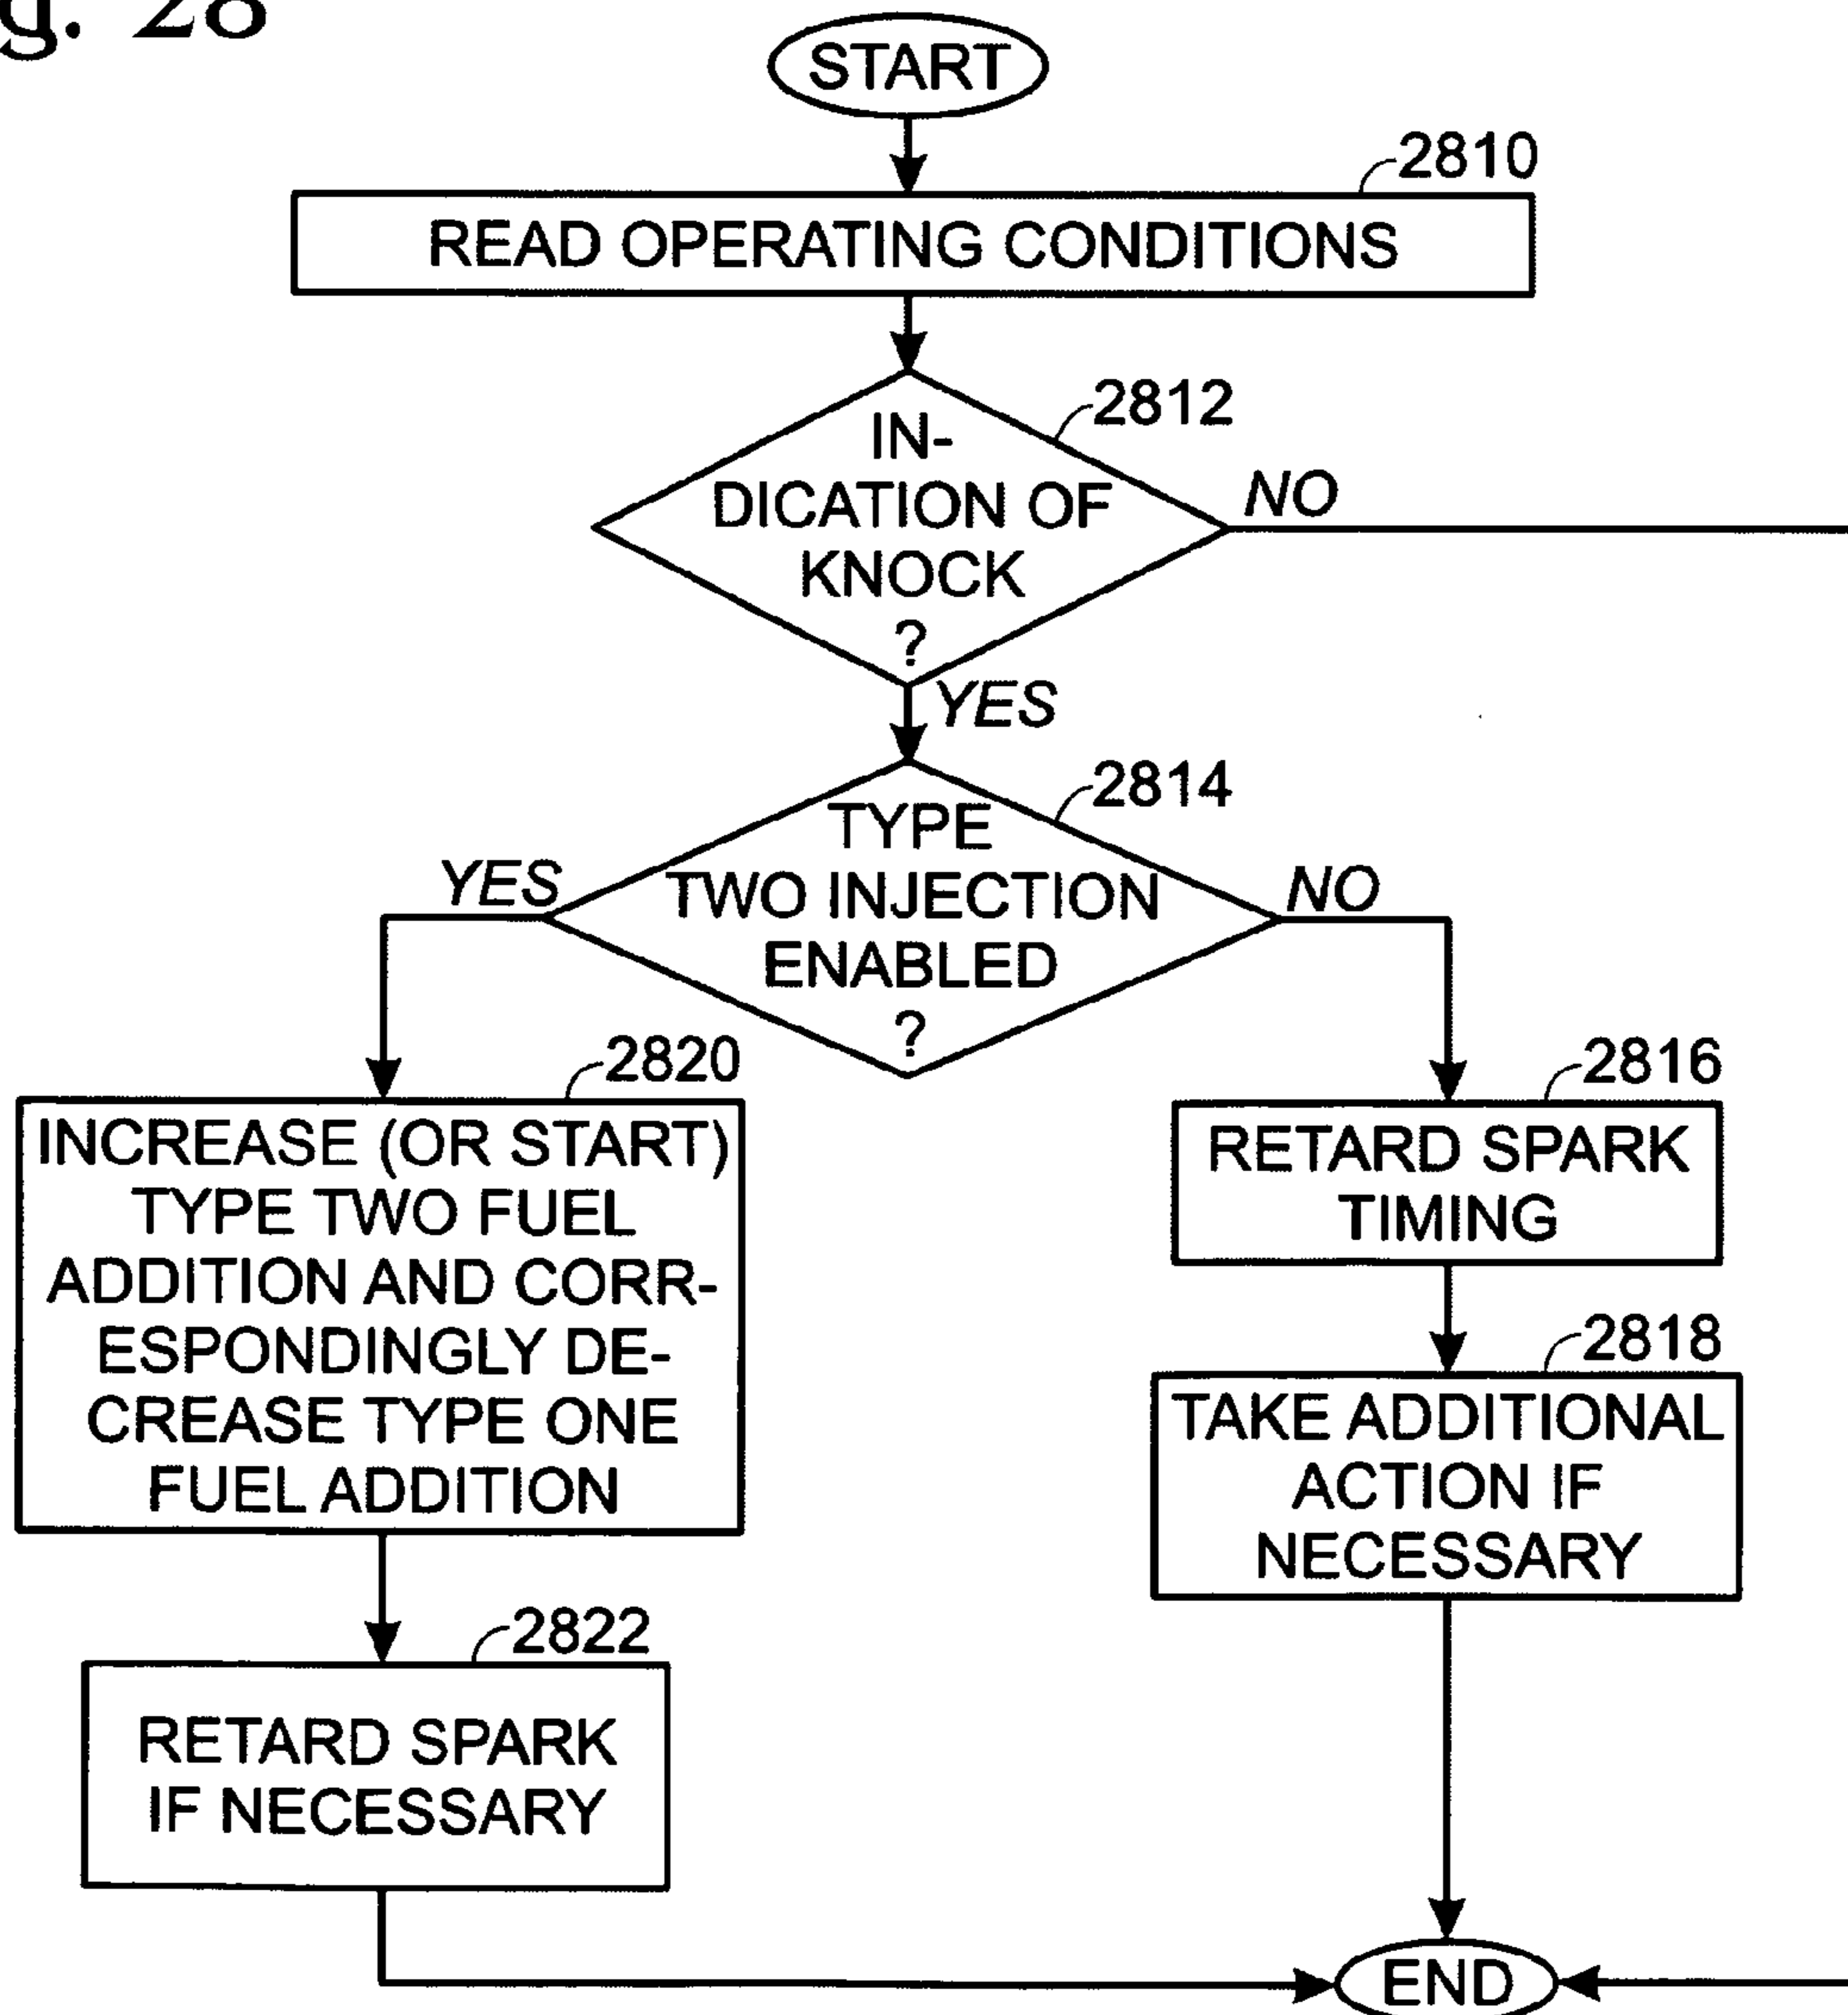 g. 28
START
2810
READ OPERATING CONDITIONS
2812
IN-
DICATION OF
KNOCK
?
NO
YES
2814
TYPE
TWO INJECTION
ENABLED
?
YES
NO
2820
INCREASE (OR START)
TYPE TWO FUEL
ADDITION AND CORR-
ESPONDINGLY DE-
CREASE TYPE ONE
FUEL ADDITION
2816
RETARD SPARK
TIMING
2818
TAKE ADDITIONAL
ACTION IF
NECESSARY
2822
RETARD SPARK
IF NECESSARY
END